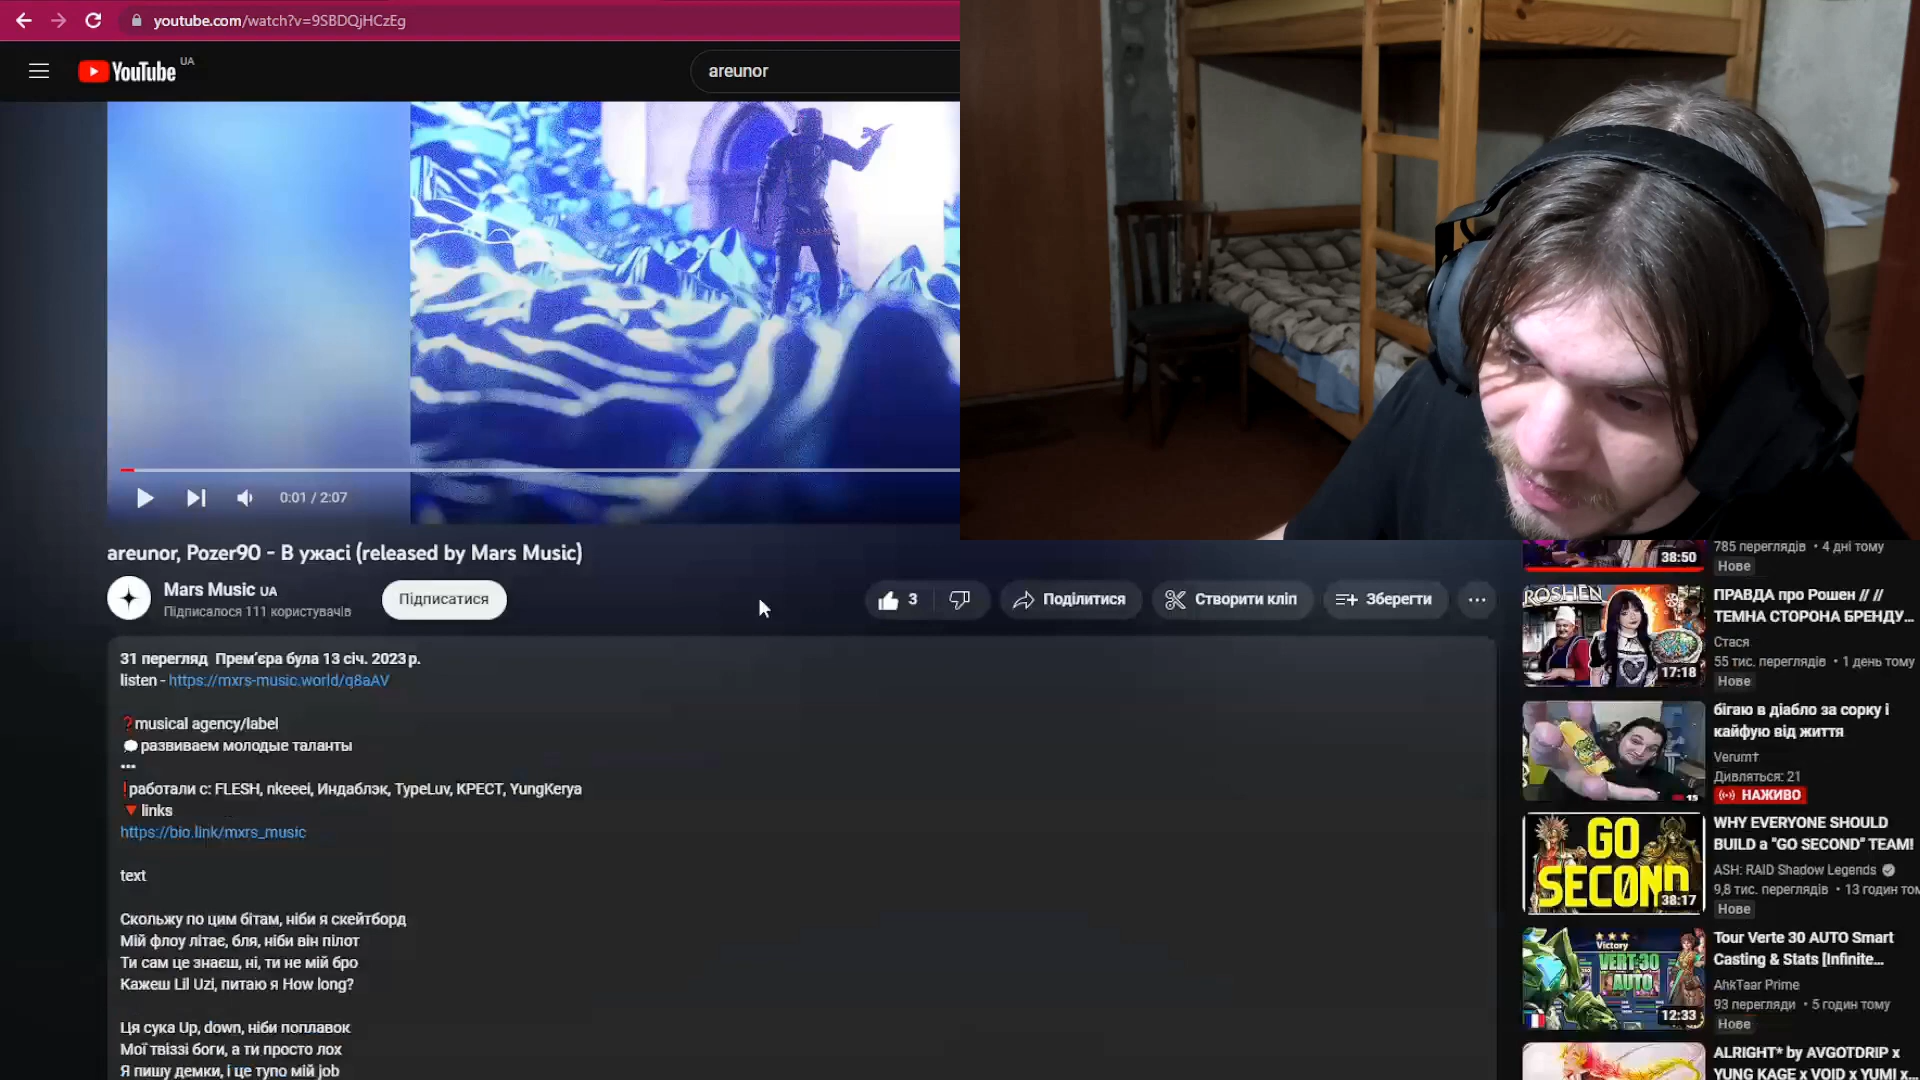 youtube.com/watch?v=9SBDQjHCzEg
YouTube UA
areunor
0:01 / 2:07
areunor, Pozer90 - В ужасі (released by Mars Music)
Mars Music UA
Підписалося 111 користувачів
Підписатися
3
Поділитися
Створити кліп
Зберегти
31 перегляд Прем’єра була 13 січ. 2023 р.
listen - https://mxrs-music.world/q8aAV
❓musical agency/label
💬развиваем молодые таланты
•••
❗работали с: FLESH, nkeeei, Индаблэк, TypeLuv, КРЕСТ, YungKerya
🔻links
https://bio.link/mxrs_music
text
Скольжу по цим бітам, ніби я скейтборд
Мій флоу літає, бля, ніби він пілот
Ти сам це знаєш, ні, ти не мій бро
Кажеш Lil Uzi, питаю я How long?
Ця сука Up, down, ніби поплавок
Мої твіззі боги, а ти просто лох
Я пишу демки, і це тупо мій job
38:50
785 переглядів • 4 дні тому
Нове
ROSHEN
17:18
ПРАВДА про Рошен // //
ТЕМНА СТОРОНА БРЕНДУ...
Стася
55 тис. переглядів • 1 день тому
Нове
бігаю в діабло за сорку і
кайфую від життя
Verum†
Дивляться: 21
НАЖИВО
GO
SECOND
38:17
WHY EVERYONE SHOULD
BUILD a "GO SECOND" TEAM!
ASH: RAID Shadow Legends
9,8 тис. переглядів • 13 годин том
Нове
Victory
VERT-30
AUTO
12:33
Tour Verte 30 AUTO Smart
Casting & Stats [Infinite...
AhkTaar Prime
93 перегляди • 5 годин тому
Нове
ALRIGHT* by AVGOTDRIP x
YUNG KAGE x VOID x YUMI x...